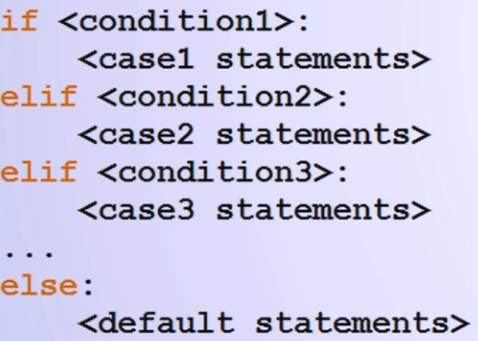 if <condition1>:
    <case1 statements>
elif <condition2>:
    <case2 statements>
elif <condition3>:
    <case3 statements>
...
else:
    <default statements>